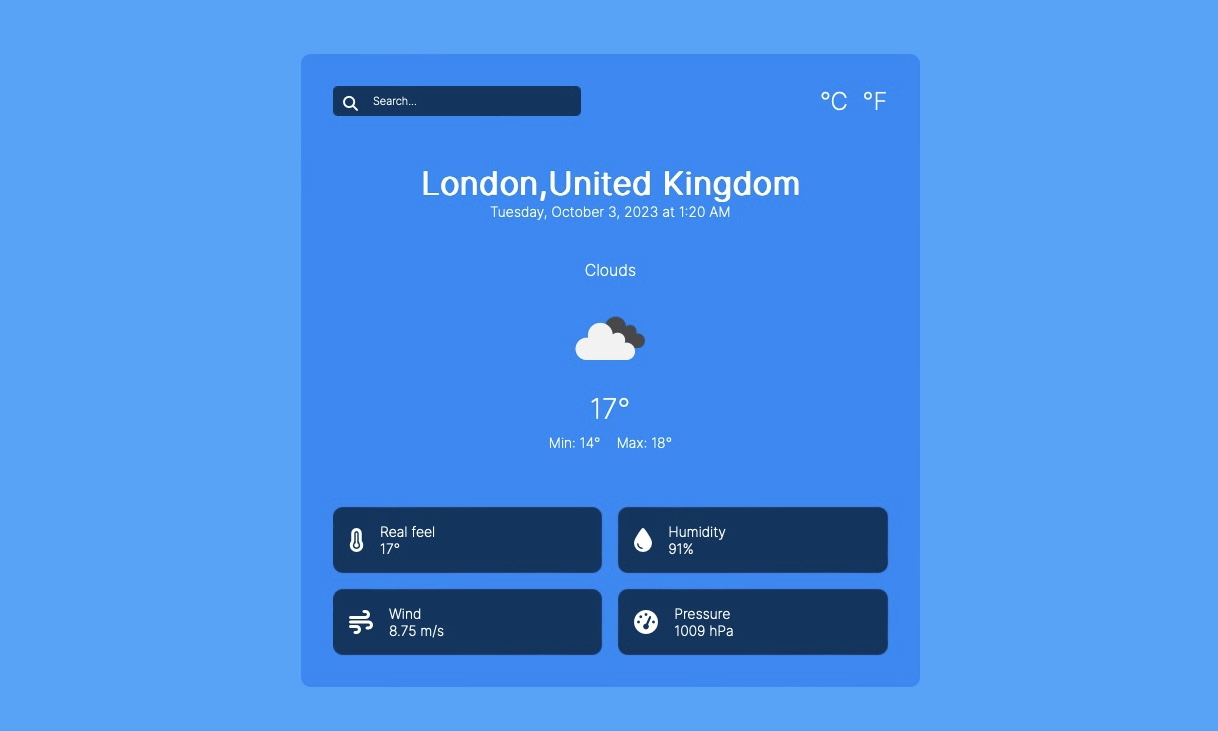 Search...
°C °F
London,United Kingdom
Tuesday, October 3, 2023 at 1:20 AM
Clouds
17°
Min: 14° Max: 18°
Real feel
17°
Humidity
91%
Wind
8.75 m/s
Pressure
1009 hPa